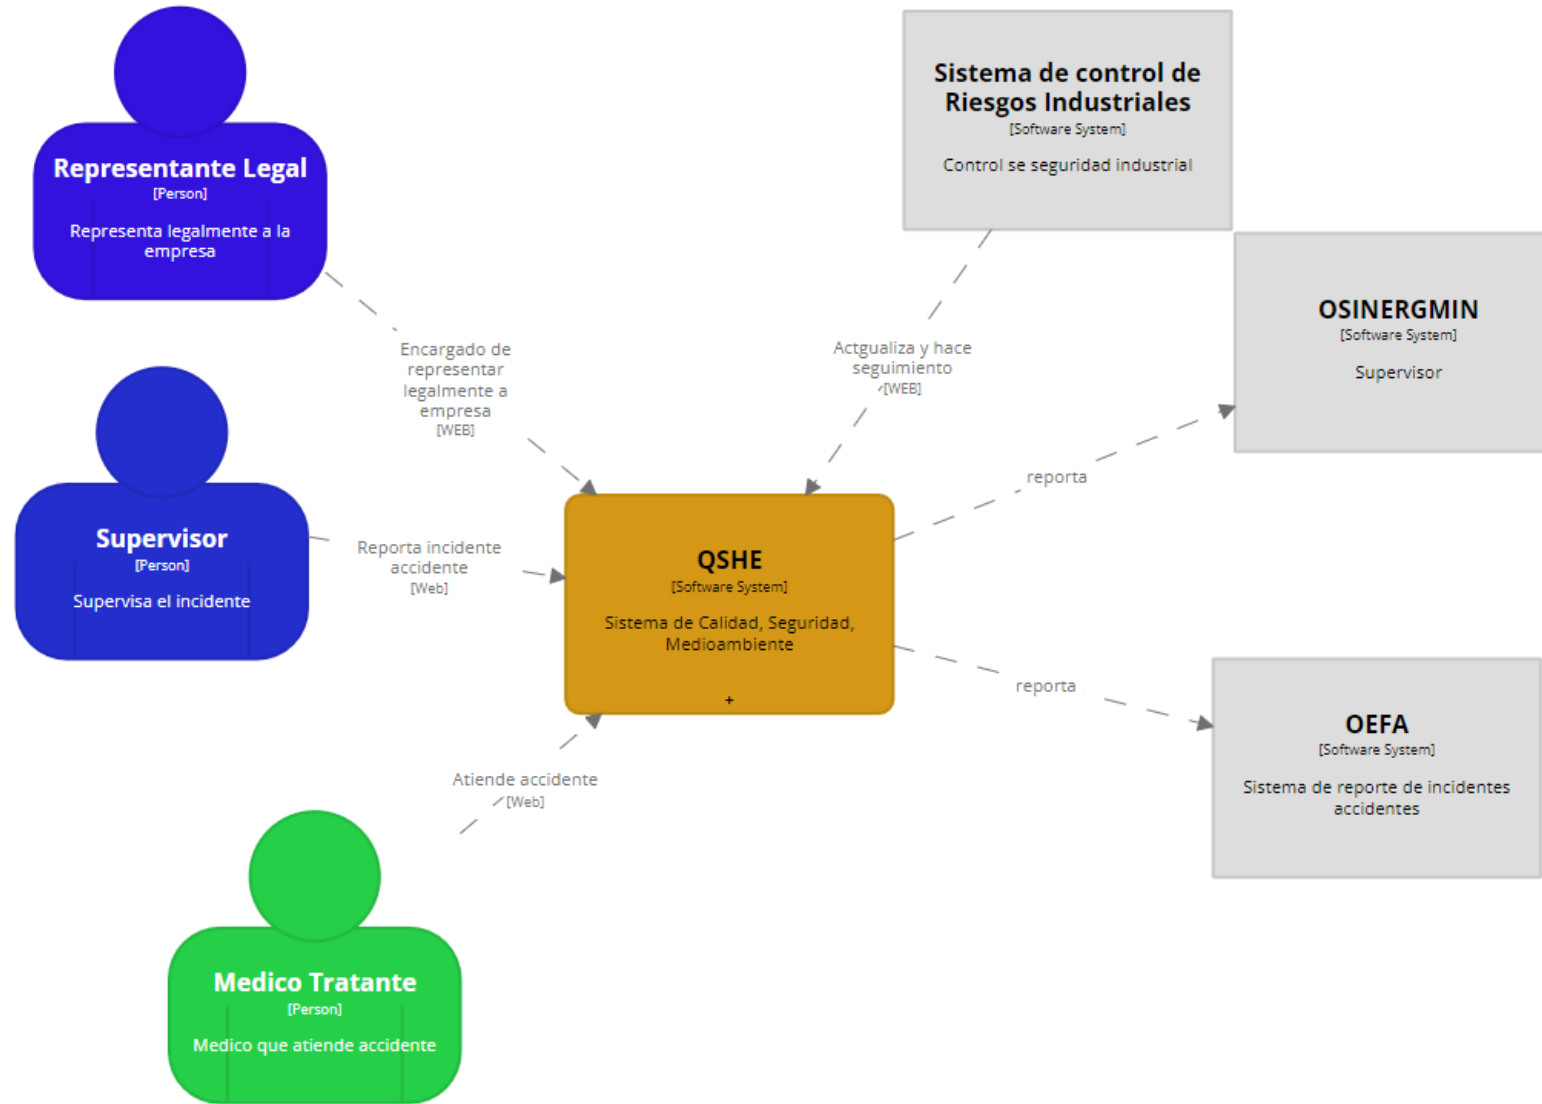 Representante Legal
[Person]
Representa legalmente a la
empresa
Sistema de control de
Riesgos Industriales
[Software System]
Control se seguridad industrial
OSINERGMIN
[Software System]
Supervisor
Encargado de
representar
legalmente a
empresa
[WEB]
Actgualiza y hace
seguimiento
[WEB]
reporta
Supervisor
[Person]
Supervisa el incidente
Reporta incidente
accidente
[Web]
QSHE
[Software System]
Sistema de Calidad, Seguridad,
Medioambiente
+
reporta
OEFA
[Software System]
Sistema de reporte de incidentes
accidentes
Atiende accidente
[Web]
Medico Tratante
[Person]
Medico que atiende accidente